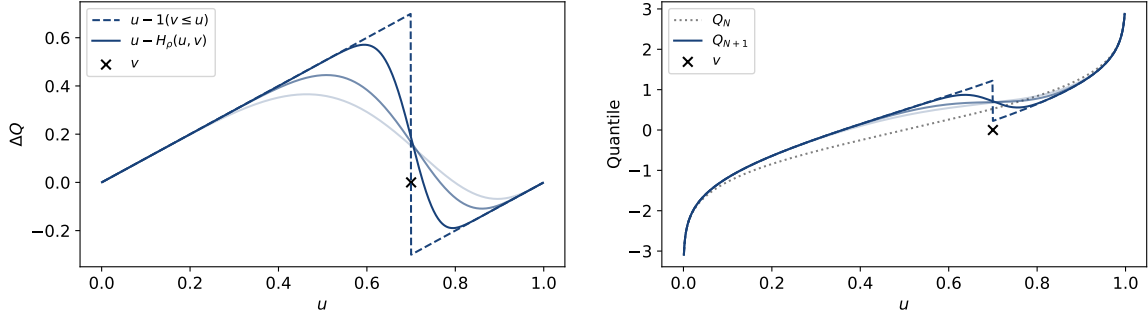 u − 1(v ≤ u)
u − Hρ(u, v)
v
ΔQ
0.6
0.4
0.2
0.0
−0.2
0.0 0.2 0.4 0.6 0.8 1.0
u
Q_N
Q_{N+1}
v
Quantile
3
2
1
0
−1
−2
−3
0.0 0.2 0.4 0.6 0.8 1.0
u